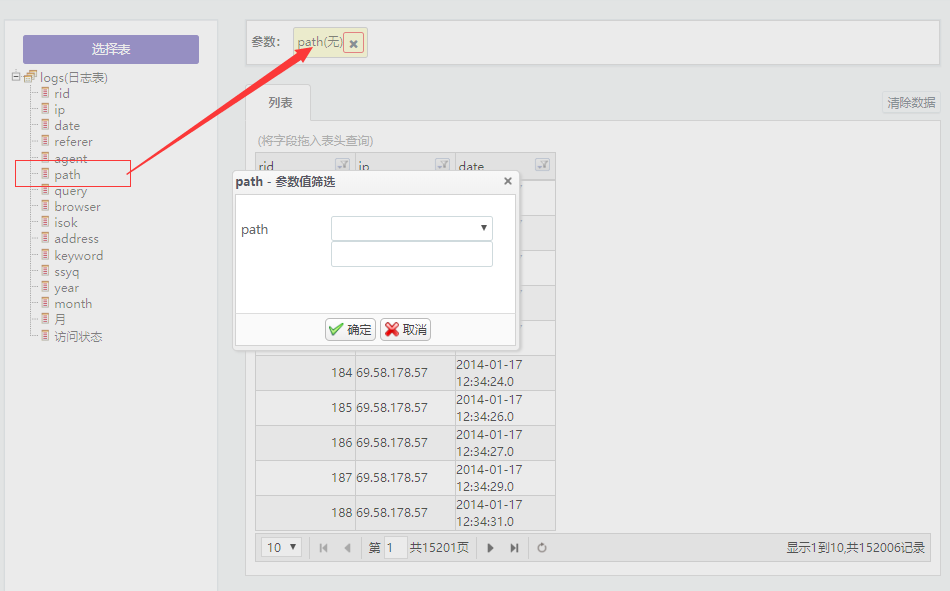 选择表
logs(日志表)
rid
ip
date
referer
agent
path
query
browser
isok
address
keyword
ssyq
year
month
月
访问状态
参数: path(无)
列表
清除数据
(将字段拖入表头查询)
rid ip date
path - 参数值筛选
path
确定 取消
184 69.58.178.57 2014-01-17
12:34:24.0
185 69.58.178.57 2014-01-17
12:34:26.0
186 69.58.178.57 2014-01-17
12:34:27.0
187 69.58.178.57 2014-01-17
12:34:29.0
188 69.58.178.57 2014-01-17
12:34:31.0
10 第 1 共15201页 显示1到10,共152006记录